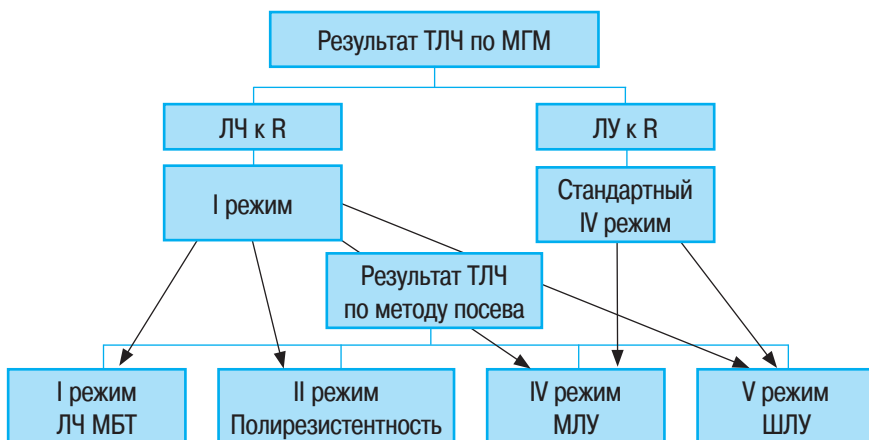 Результат ТЛЧ по МГМ
ЛЧ к R
ЛУ к R
I режим
Стандартный
IV режим
Результат ТЛЧ
по методу посева
I режим
ЛЧ МБТ
II режим
Полирезистентность
IV режим
МЛУ
V режим
ШЛУ